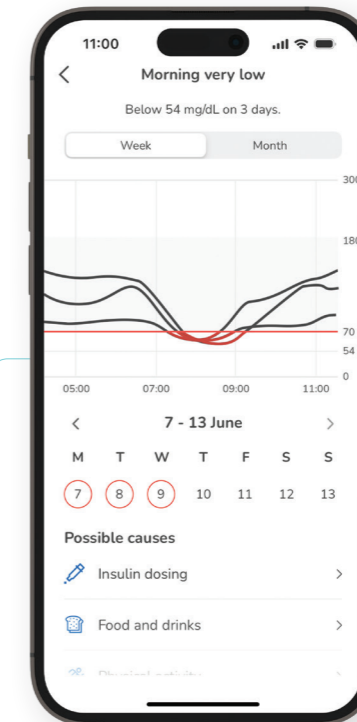 11:00
Morning very low
Below 54 mg/dL on 3 days.
Week Month
300
180
70
54
0
05:00 07:00 09:00 11:00
7 - 13 June
M T W T F S S
7 8 9 10 11 12 13
Possible causes
Insulin dosing
Food and drinks
Physical activity